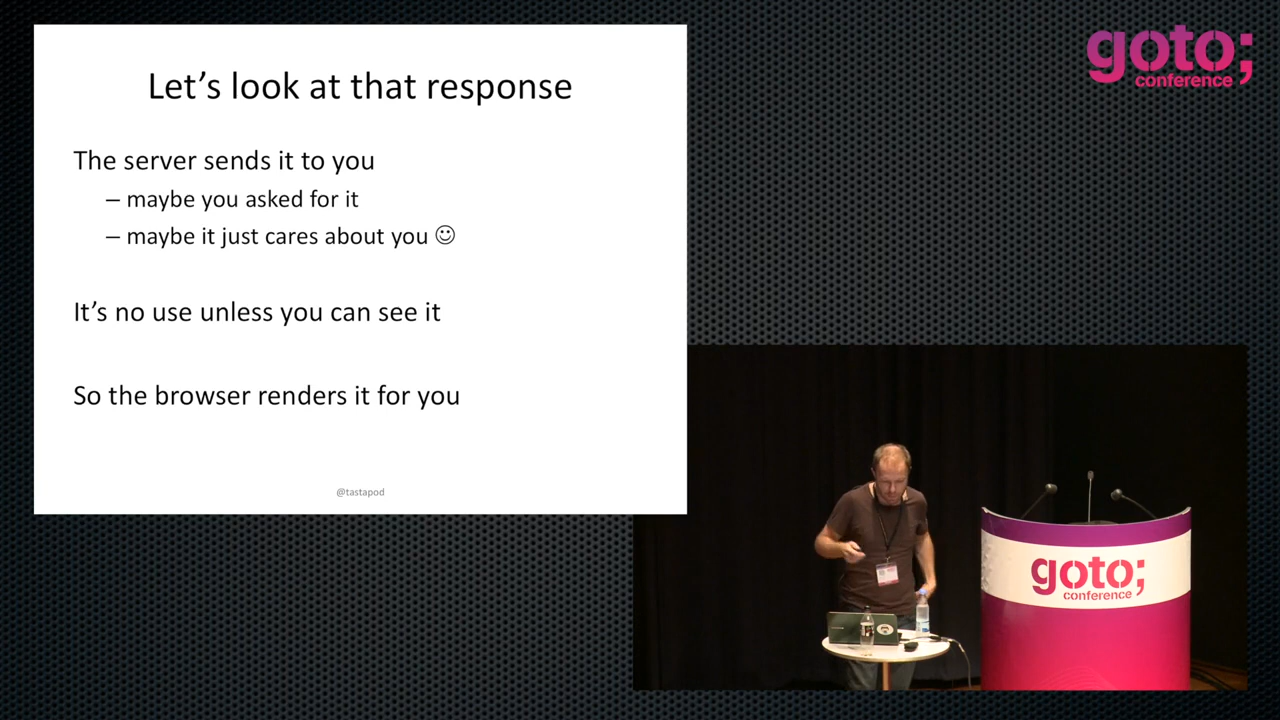 Let's look at that response
The server sends it to you
– maybe you asked for it
– maybe it just cares about you ☺
It's no use unless you can see it
So the browser renders it for you
@tastapod
goto;
conference
goto;
conference